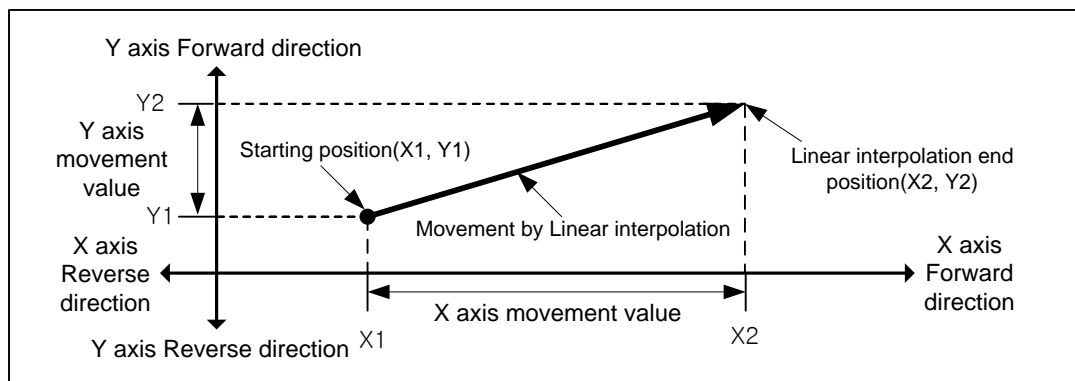 Y axis Forward direction
Y2
Y axis
movement
value
Starting position(X1, Y1)
Linear interpolation end
position(X2, Y2)
Y1
Movement by Linear interpolation
X axis
Reverse
direction
X axis
Forward
direction
X axis movement value
Y axis Reverse direction
X1
X2